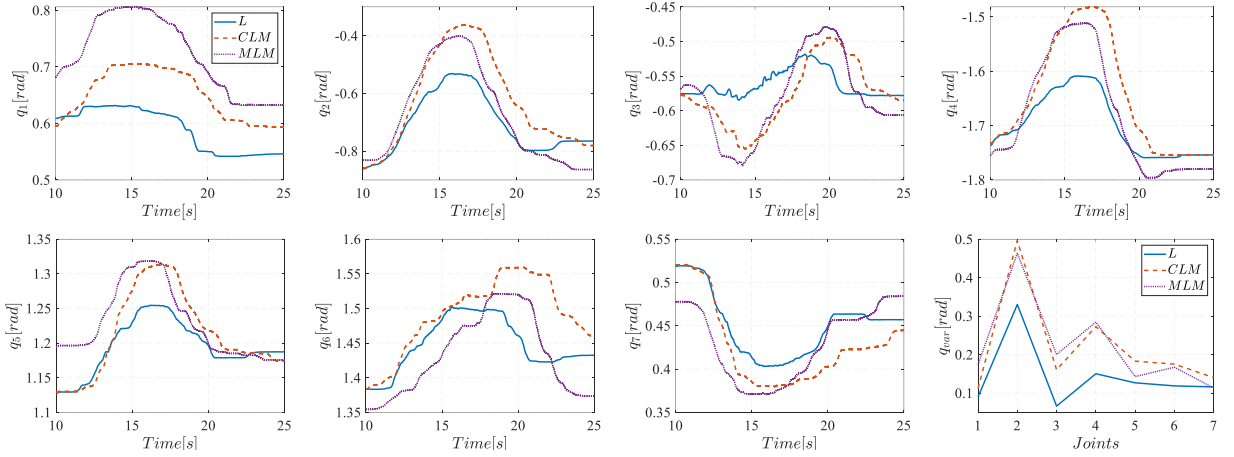 0.8
0.7
0.6
0.5
q1[rad]
10 15 20 25
Time[s]
L
CLM
MLM
-0.4
-0.6
-0.8
q2[rad]
10 15 20 25
Time[s]
-0.45
-0.5
-0.55
-0.6
-0.65
-0.7
q3[rad]
10 15 20 25
Time[s]
-1.5
-1.6
-1.7
-1.8
q4[rad]
10 15 20 25
Time[s]
1.35
1.3
1.25
1.2
1.15
1.1
q5[rad]
10 15 20 25
Time[s]
1.6
1.55
1.5
1.45
1.4
1.35
q6[rad]
10 15 20 25
Time[s]
0.55
0.5
0.45
0.4
0.35
q7[rad]
10 15 20 25
Time[s]
0.5
0.4
0.3
0.2
0.1
qvar[rad]
1 2 3 4 5 6 7
Joints
L
CLM
MLM